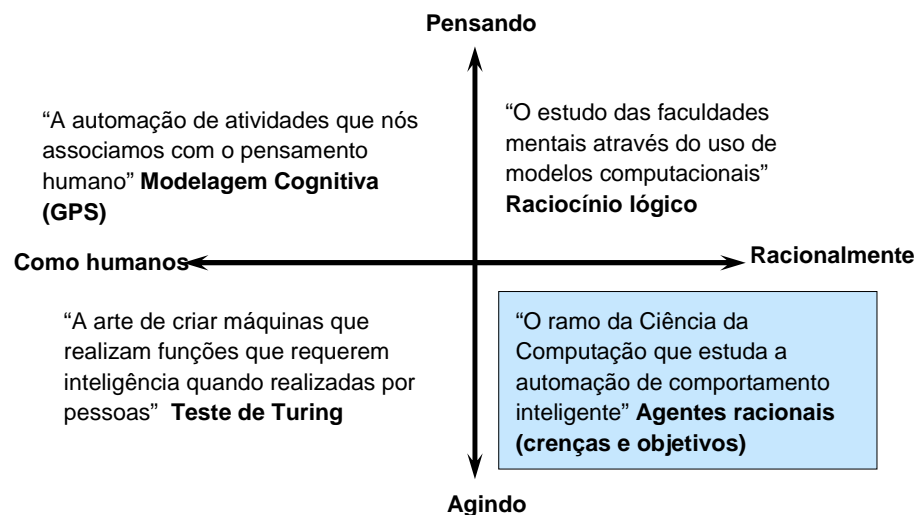 Pensando
“A automação de atividades que nós
associamos com o pensamento
humano” Modelagem Cognitiva
(GPS)
“O estudo das faculdades
mentais através do uso de
modelos computacionais”
Raciocínio lógico
Como humanos
Racionalmente
“A arte de criar máquinas que
realizam funções que requerem
inteligência quando realizadas por
pessoas” Teste de Turing
“O ramo da Ciência da
Computação que estuda a
automação de comportamento
inteligente” Agentes racionais
(crenças e objetivos)
Agindo